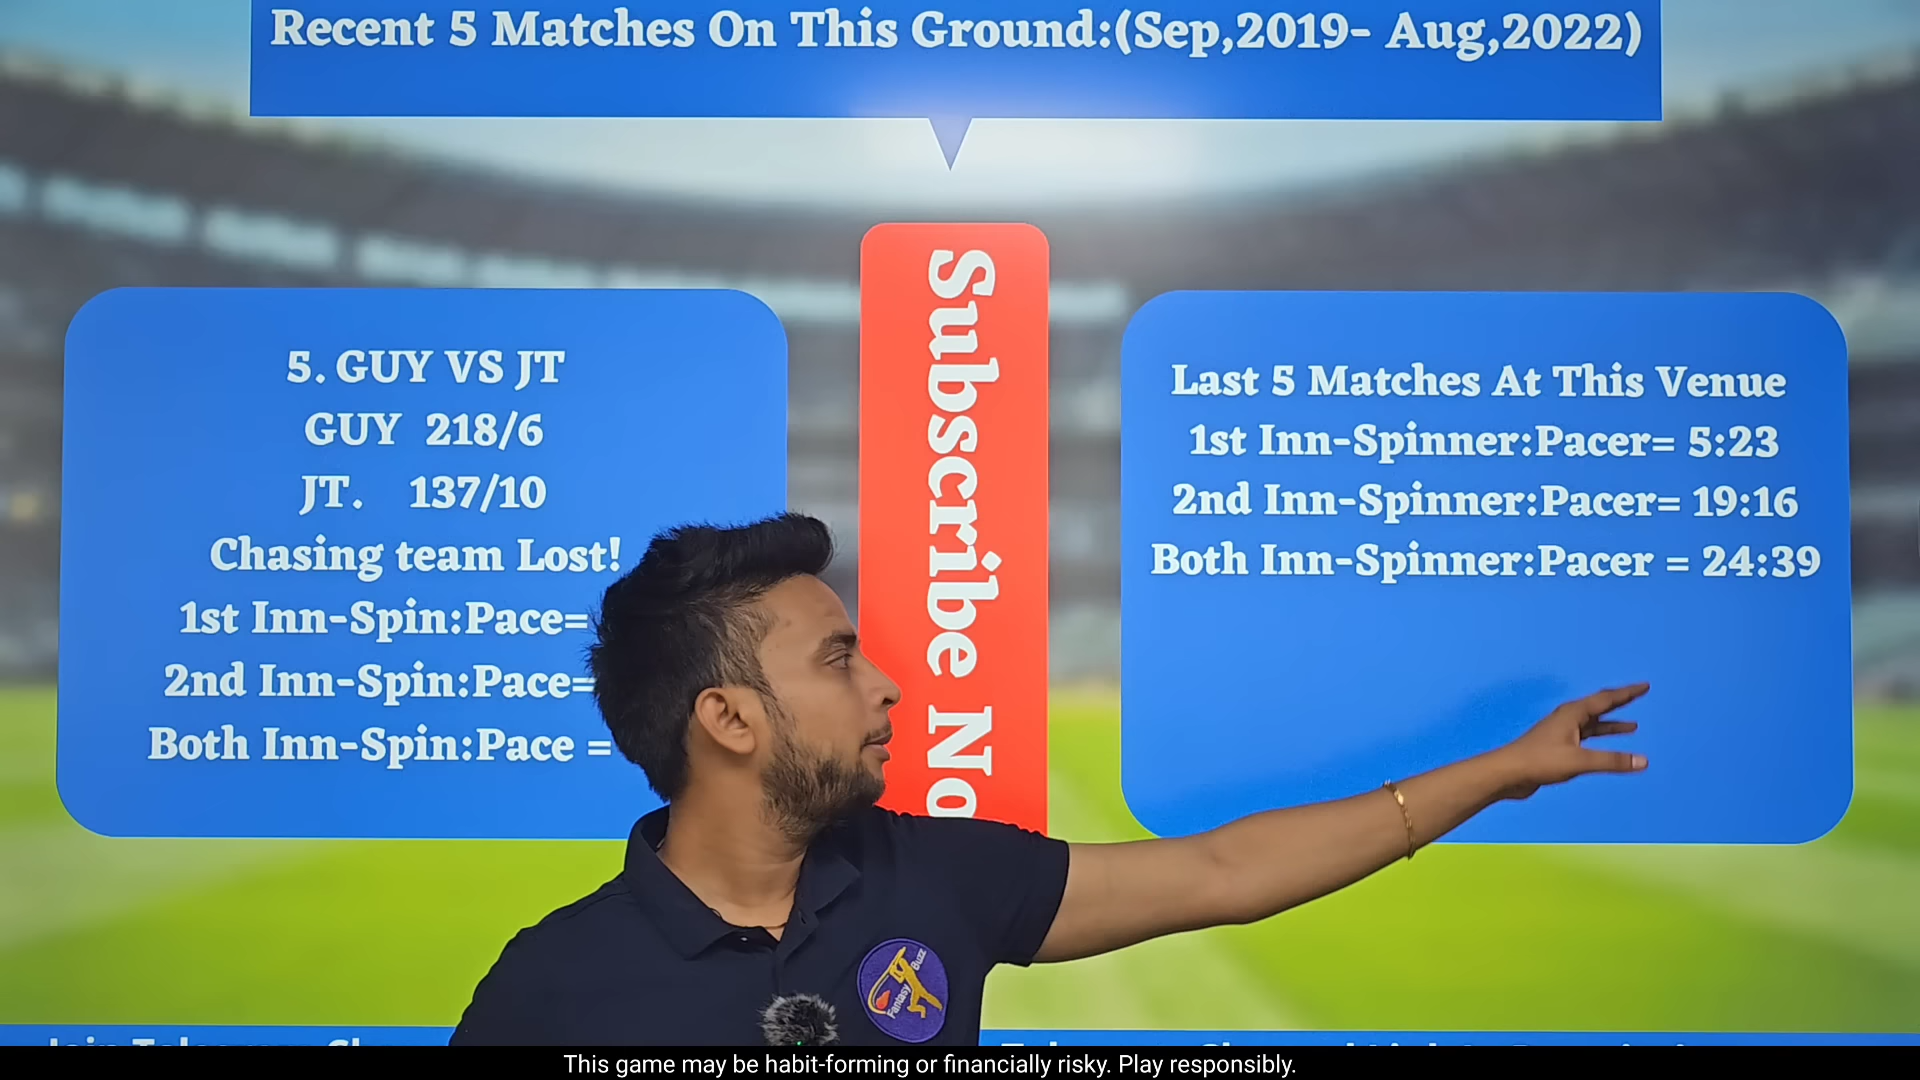 Recent 5 Matches On This Ground:(Sep,2019- Aug,2022)
5. GUY VS JT
GUY 218/6
JT. 137/10
Chasing team Lost!
1st Inn-Spin:Pace=
2nd Inn-Spin:Pace=
Both Inn-Spin:Pace =
Subscribe No
Last 5 Matches At This Venue
1st Inn-Spinner:Pacer= 5:23
2nd Inn-Spinner:Pacer= 19:16
Both Inn-Spinner:Pacer = 24:39
Fantasy Buzz
This game may be habit-forming or financially risky. Play responsibly.